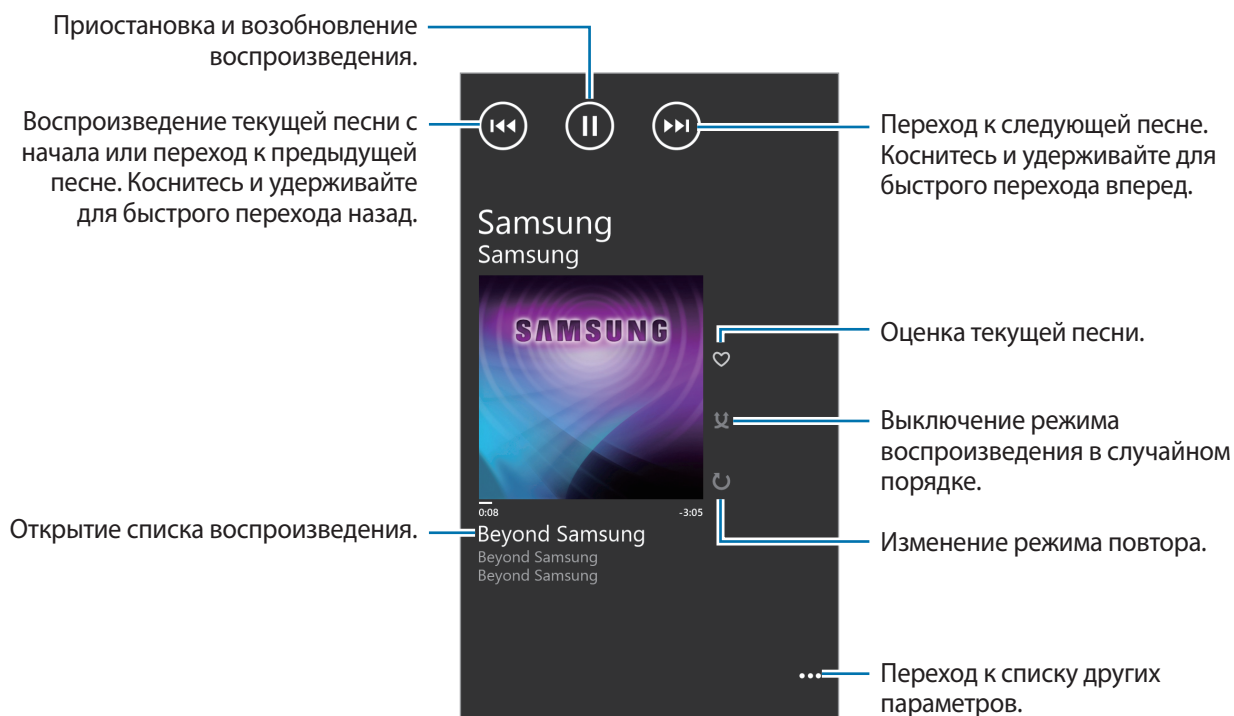 Приостановка и возобновление
воспроизведения.
Воспроизведение текущей песни с
начала или переход к предыдущей
песне. Коснитесь и удерживайте
для быстрого перехода назад.
Переход к следующей песне.
Коснитесь и удерживайте для
быстрого перехода вперед.
Samsung
Samsung
SAMSUNG
Оценка текущей песни.
Выключение режима
воспроизведения в случайном
порядке.
0:08 -3:05
Открытие списка воспроизведения.
Beyond Samsung
Beyond Samsung
Beyond Samsung
Изменение режима повтора.
Переход к списку других
параметров.